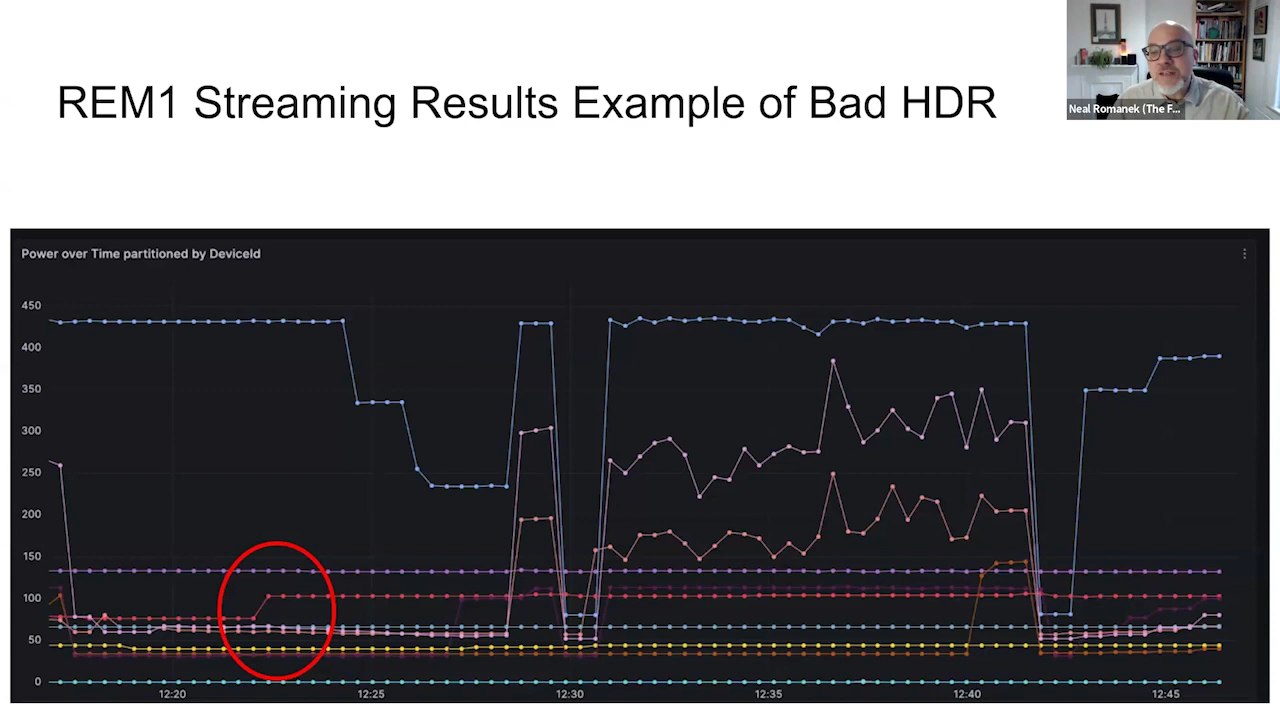 REM1 Streaming Results Example of Bad HDR
Neal Romanek (The F...
Power over Time partitioned by DeviceId
450
400
350
300
250
200
150
100
50
0
12:20 12:25 12:30 12:35 12:40 12:45